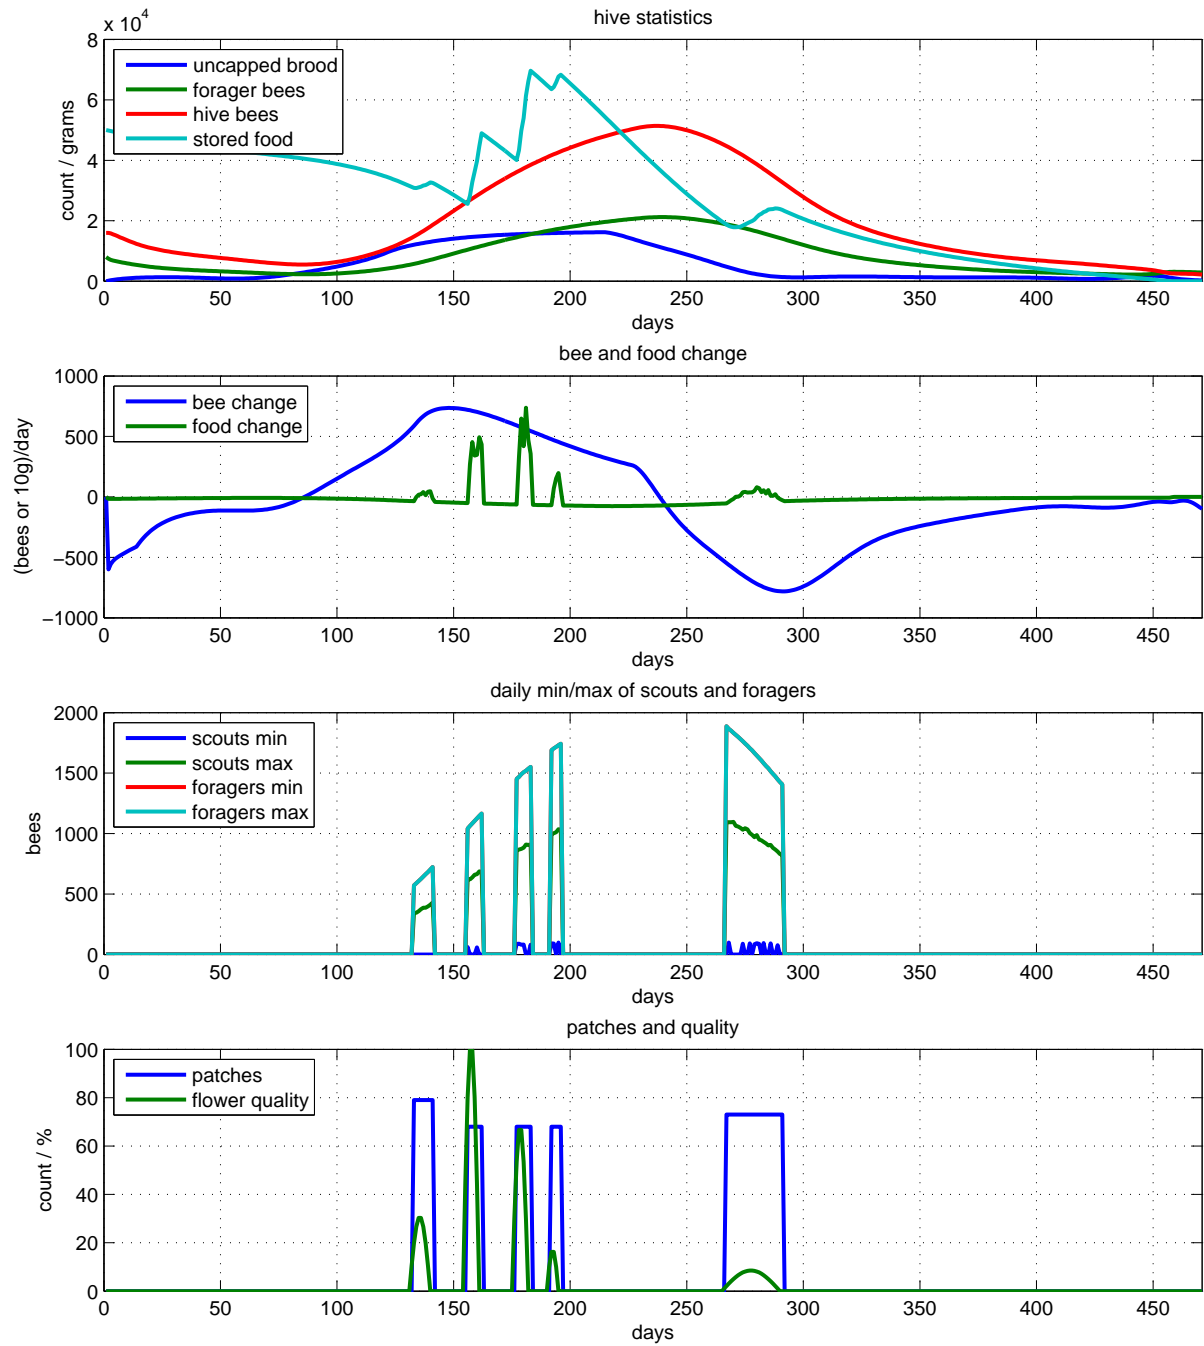 hive statistics
x 10^4
8
6
4
2
0
count / grams
uncapped brood
forager bees
hive bees
stored food
0 50 100 150 200 250 300 350 400 450
days
bee and food change
1000
500
0
−500
−1000
(bees or 10g)/day
bee change
food change
0 50 100 150 200 250 300 350 400 450
days
daily min/max of scouts and foragers
2000
1500
1000
500
0
bees
scouts min
scouts max
foragers min
foragers max
0 50 100 150 200 250 300 350 400 450
days
patches and quality
100
80
60
40
20
0
count / %
patches
flower quality
0 50 100 150 200 250 300 350 400 450
days